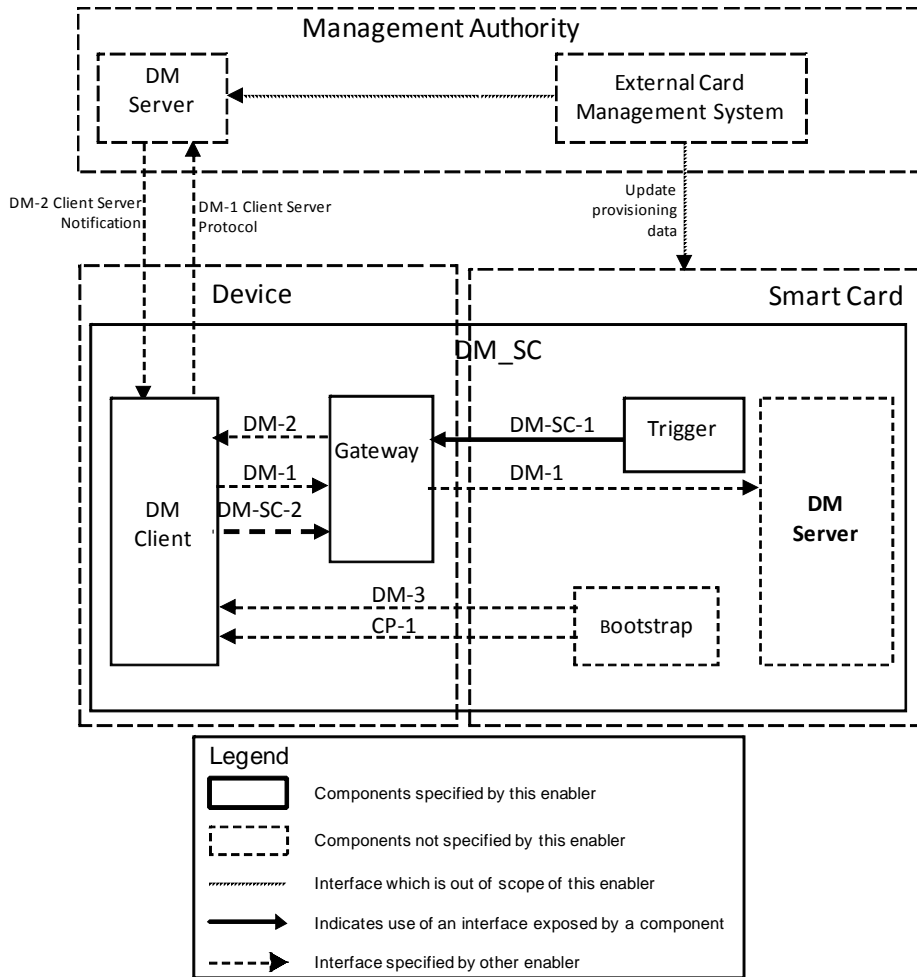 Management Authority
DM
Server
External Card
Management System
DM-2 Client Server
Notification
DM-1 Client Server
Protocol
Update
provisioning
data
Device
Smart Card
DM_SC
DM
Client
DM-2
DM-1
DM-SC-2
Gateway
DM-SC-1
DM-1
Trigger
DM
Server
DM-3
CP-1
Bootstrap
Legend
Components specified by this enabler
Components not specified by this enabler
Interface which is out of scope of this enabler
Indicates use of an interface exposed by a component
Interface specified by other enabler